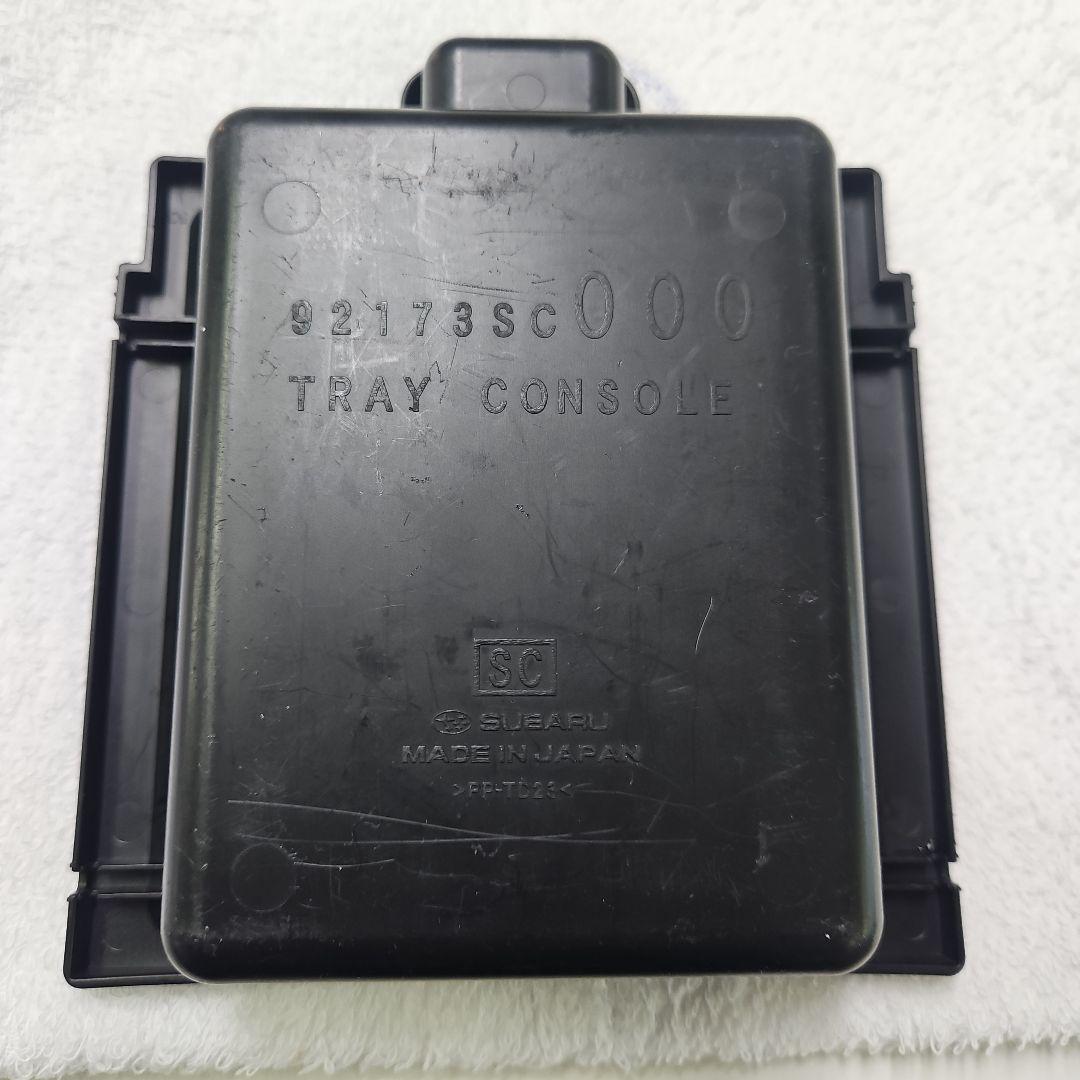 92173SC000
TRAY CONSOLE
SC
SUBARU
MADE IN JAPAN
>PP-TD23<